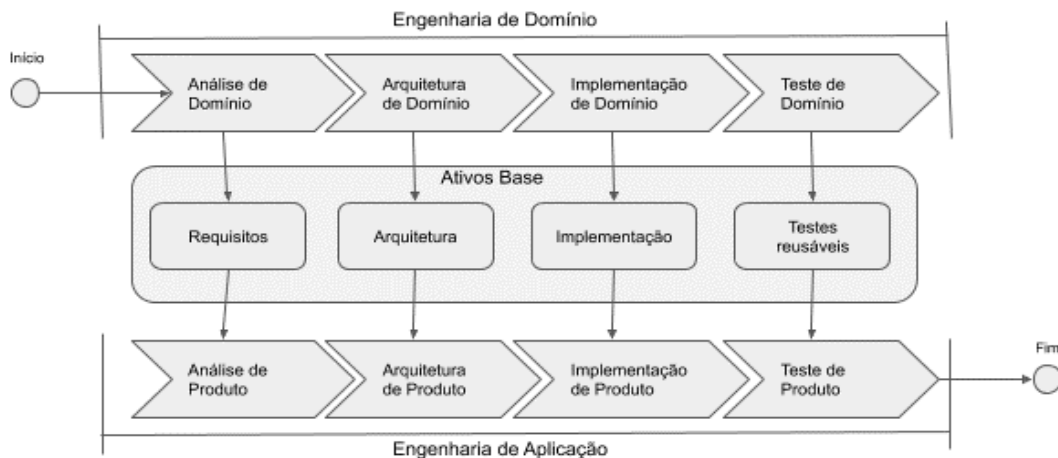 Engenharia de Domínio
Início
Análise de
Domínio
Arquitetura
de Domínio
Implementação
de Domínio
Teste de
Domínio
Ativos Base
Requisitos
Arquitetura
Implementação
Testes
reusáveis
Análise de
Produto
Arquitetura
de Produto
Implementação
de Produto
Teste de
Produto
Fim
Engenharia de Aplicação